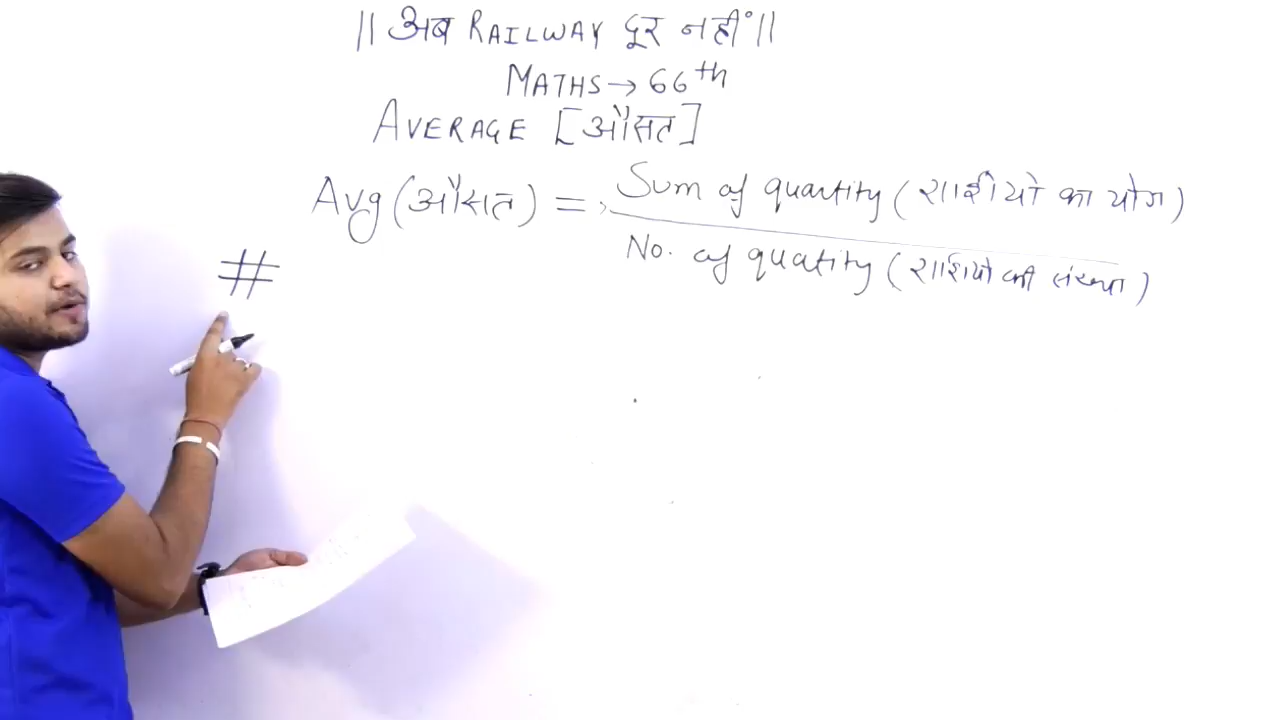 || अब RAILWAY दूर नहीं ||
MATHS → 66th
AVERAGE [औसत]
Avg (औसत) = Sum of quantity (राशीयो का योग)
No. of quatity (राशियो की संख्या)
#